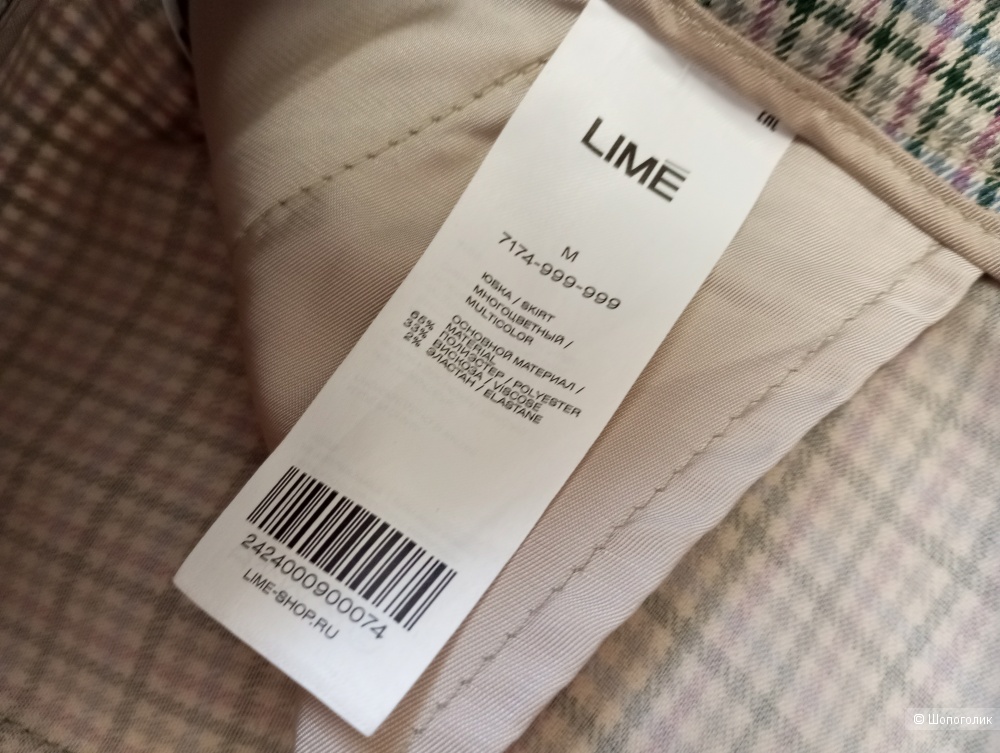 LIMÉ
EAC
M
7174-999-999
ЮБКА / SKIRT
МНОГОЦВЕТНЫЙ /
MULTICOLOR
ОСНОВНОЙ МАТЕРИАЛ /
MATERIAL
65% ПОЛИЭСТЕР / POLYESTER
33% ВИСКОЗА / VISCOSE
2% ЭЛАСТАН / ELASTANE
2424000900074
LIME-SHOP.RU
© Шопоголик